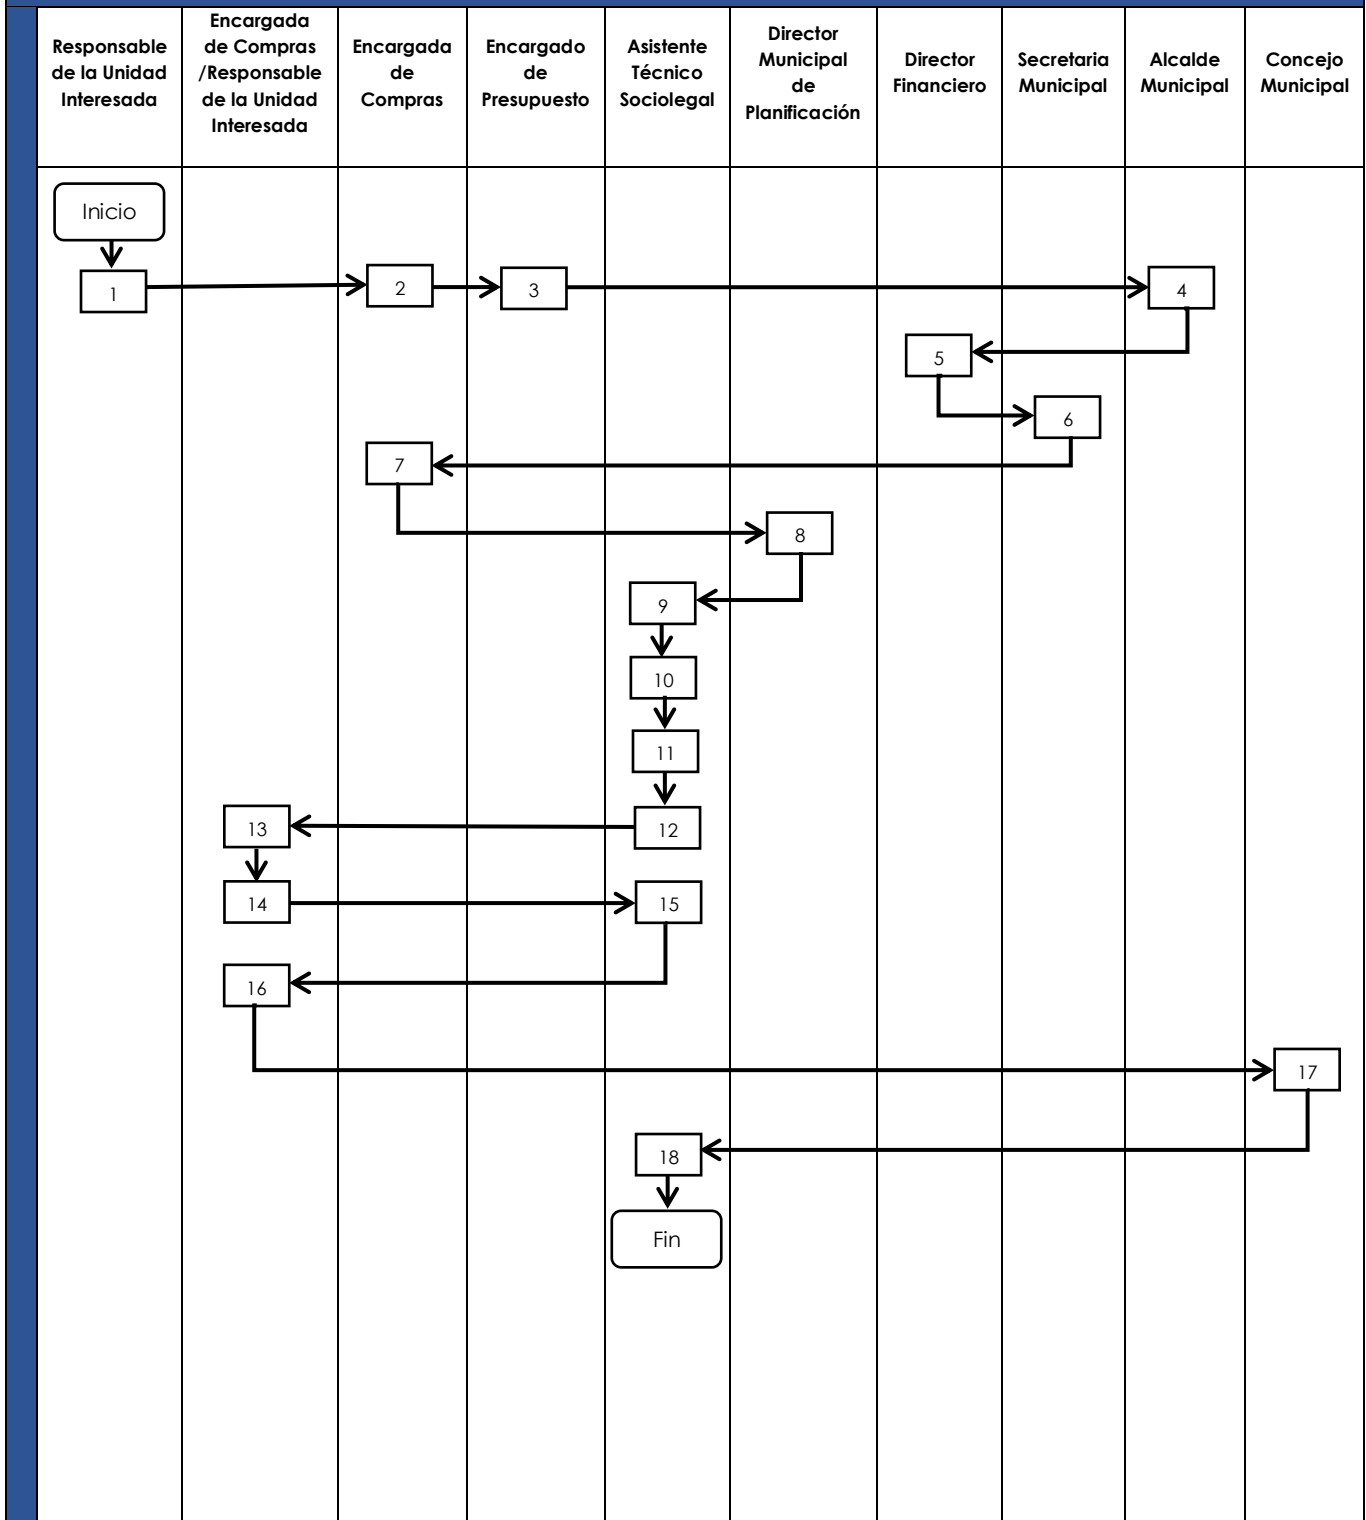 Responsable
de la Unidad
Interesada
Encargada
de Compras
/Responsable
de la Unidad
Interesada
Encargada
de
Compras
Encargado
de
Presupuesto
Asistente
Técnico
Sociolegal
Director
Municipal
de
Planificación
Director
Financiero
Secretaria
Municipal
Alcalde
Municipal
Concejo
Municipal
Inicio
1
2
3
4
5
6
7
8
9
10
11
12
13
14
15
16
17
18
Fin